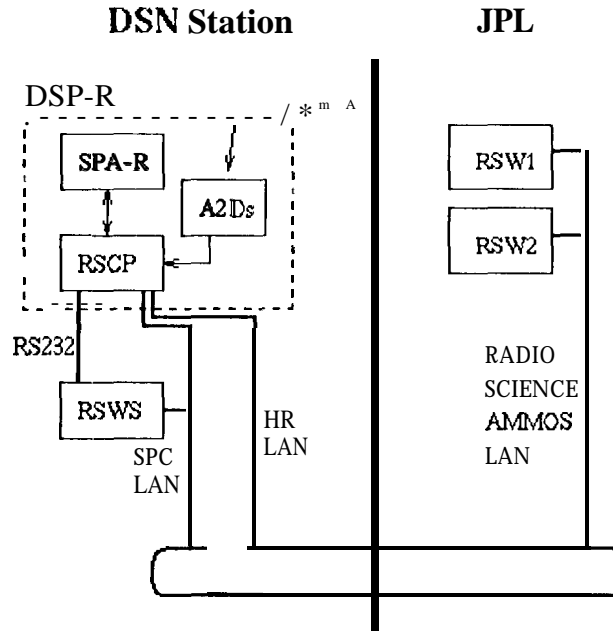 DSN Station
JPL
DSP-R
/ * m A
SPA-R
A2Ds
RSCP
RS232
RSWS
SPC
LAN
HR
LAN
RSW1
RSW2
RADIO
SCIENCE
AMMOS
LAN